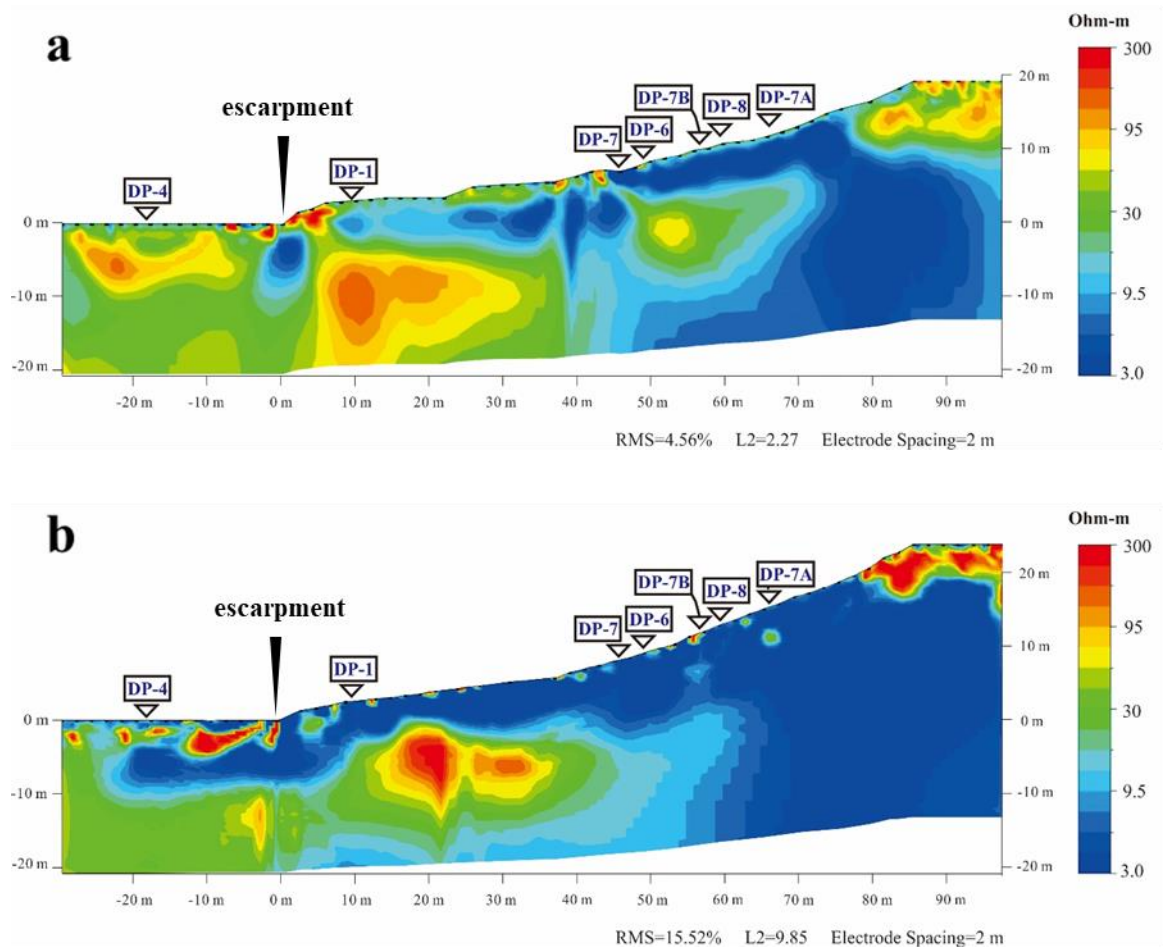 a
Ohm-m
300
95
30
9.5
3.0
escarpment
DP-4
DP-1
DP-7
DP-6
DP-7B
DP-8
DP-7A
20 m
10 m
0 m
-10 m
-20 m
0 m
-10 m
-20 m
-20 m -10 m 0 m 10 m 20 m 30 m 40 m 50 m 60 m 70 m 80 m 90 m
RMS=4.56% L2=2.27 Electrode Spacing=2 m
b
Ohm-m
300
95
30
9.5
3.0
escarpment
DP-4
DP-1
DP-7
DP-6
DP-7B
DP-8
DP-7A
20 m
10 m
0 m
-10 m
-20 m
0 m
-10 m
-20 m
-20 m -10 m 0 m 10 m 20 m 30 m 40 m 50 m 60 m 70 m 80 m 90 m
RMS=15.52% L2=9.85 Electrode Spacing=2 m